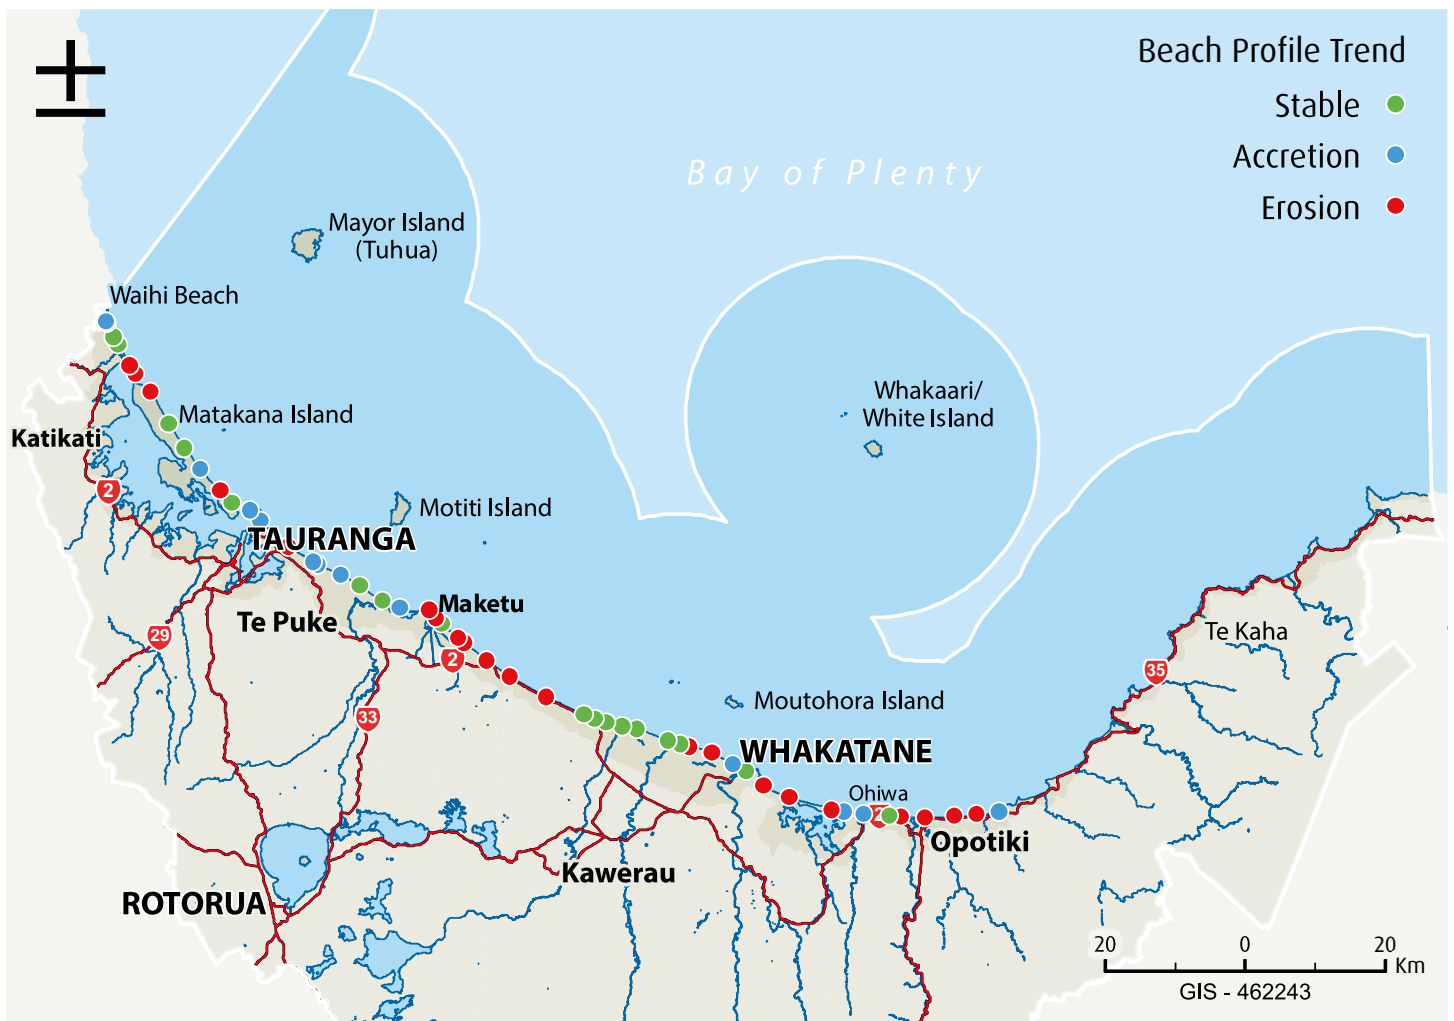 Beach Profile Trend
Stable
Accretion
Erosion
Bay of Plenty
Mayor Island
(Tuhua)
Waihi Beach
Whakaari/
White Island
Matakana Island
Katikati
2
Motiti Island
TAURANGA
Maketu
Te Puke
29
2
Te Kaha
35
33
Moutohora Island
WHAKATANE
Ohiwa
2
Opotiki
Kawerau
ROTORUA
20 0 20
Km
GIS - 462243